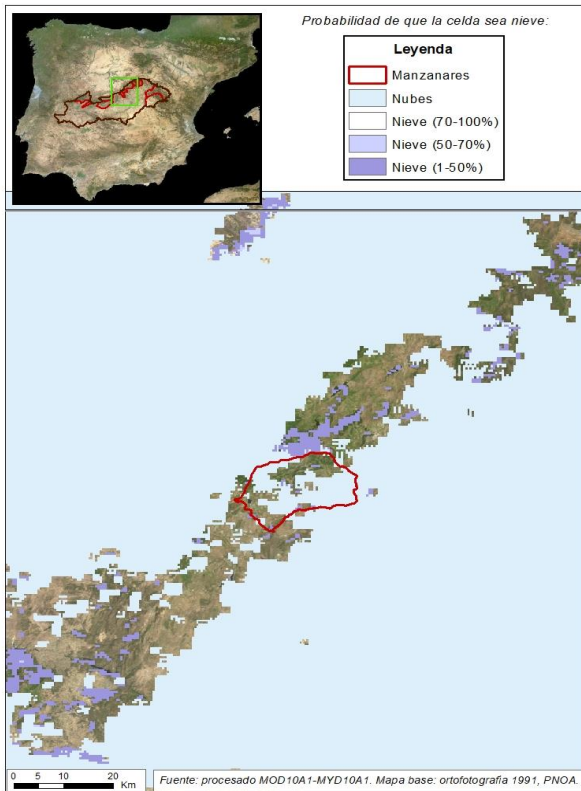 Probabilidad de que la celda sea nieve:
Leyenda
Manzanares
Nubes
Nieve (70-100%)
Nieve (50-70%)
Nieve (1-50%)
0 5 10 20
Km
Fuente: procesado MOD10A1-MYD10A1. Mapa base: ortofotografia 1991, PNOA.